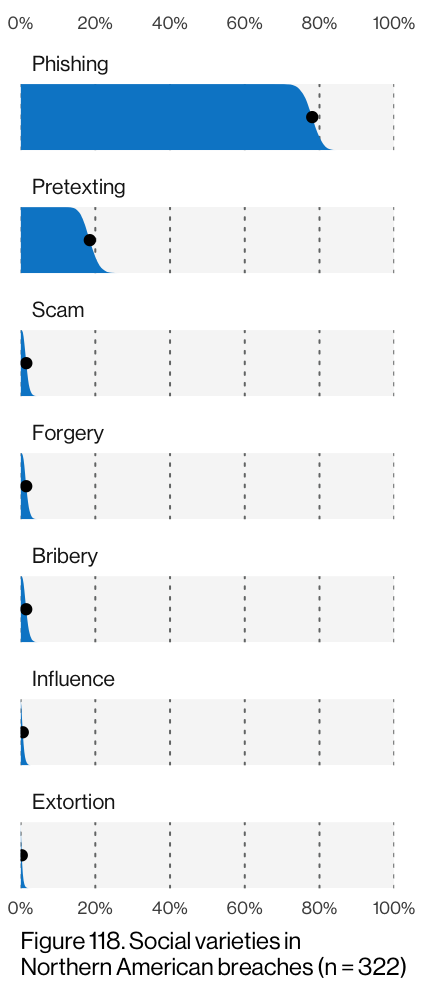 0% 20% 40% 60% 80% 100%
Phishing
Pretexting
Scam
Forgery
Bribery
Influence
Extortion
0% 20% 40% 60% 80% 100%
Figure 118. Social varieties in
Northern American breaches (n = 322)